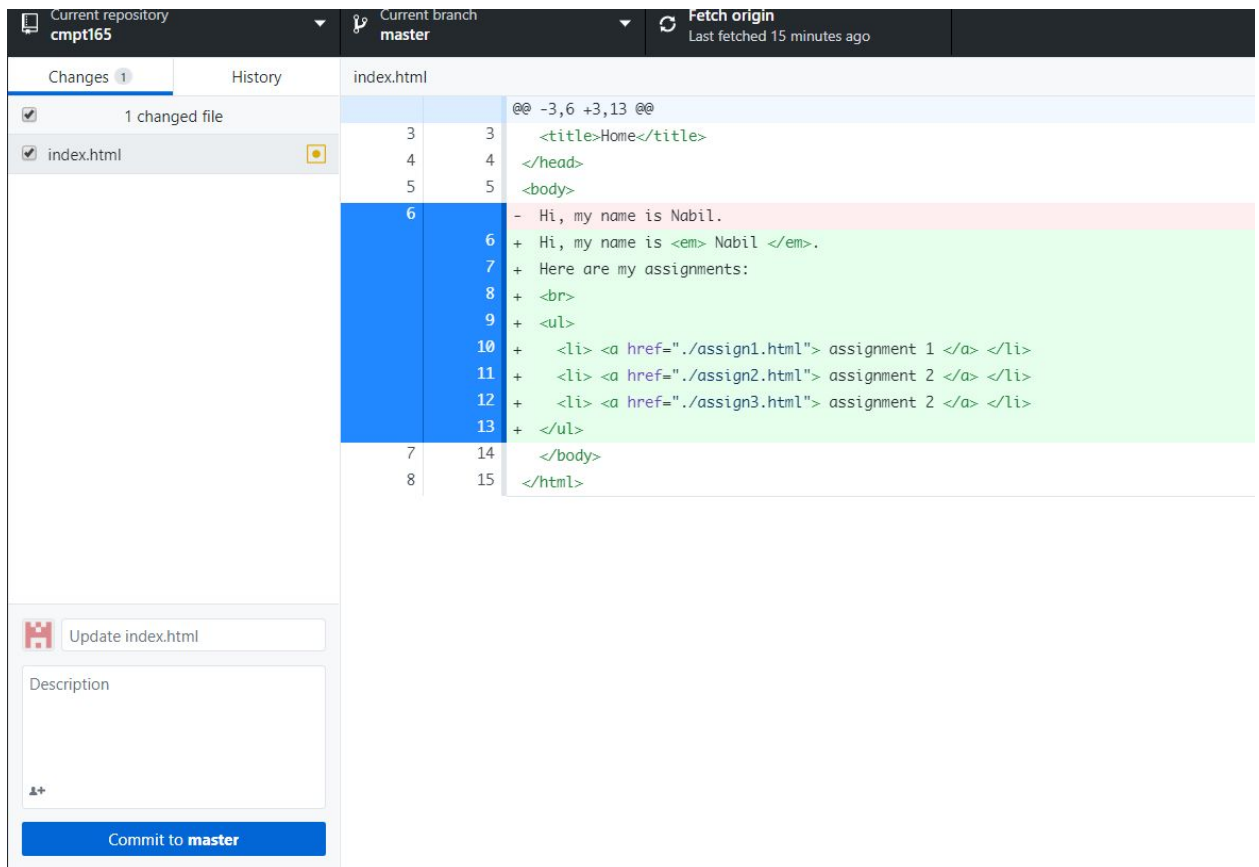 Current repository
cmpt165
Current branch
master
Fetch origin
Last fetched 15 minutes ago
Changes 1
History
index.html
1 changed file
index.html
@@ -3,6 +3,13 @@
3 3 <title>Home</title>
4 4 </head>
5 5 <body>
6 - Hi, my name is Nabil.
6 + Hi, my name is <em> Nabil </em>.
7 + Here are my assignments:
8 + <br>
9 + <ul>
10 + <li> <a href="./assign1.html"> assignment 1 </a> </li>
11 + <li> <a href="./assign2.html"> assignment 2 </a> </li>
12 + <li> <a href="./assign3.html"> assignment 2 </a> </li>
13 + </ul>
7 14 </body>
8 15 </html>
Update index.html
Description
Commit to master